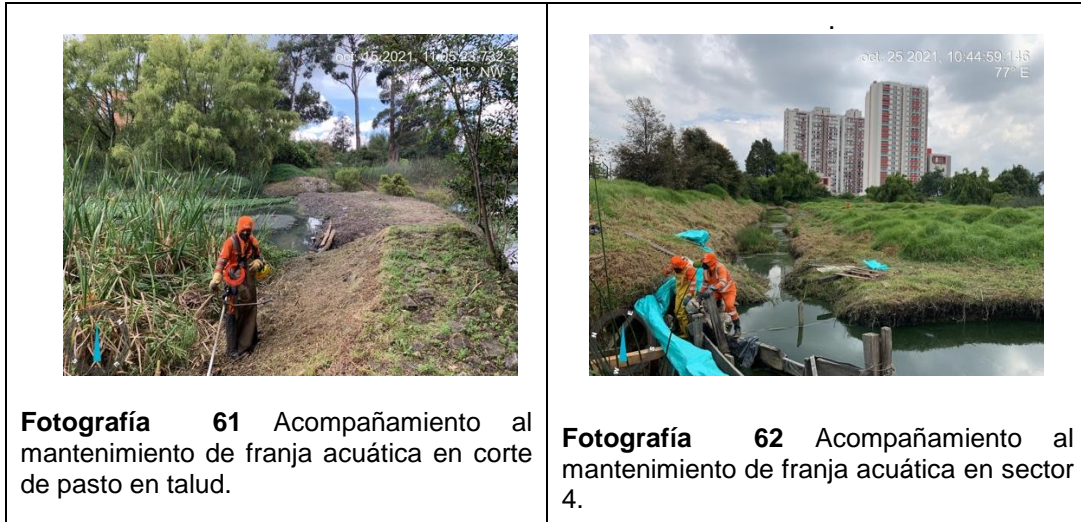 oct. 15 2021, 11:05:23.732
311° NW
Fotografía 61 Acompañamiento al
mantenimiento de franja acuática en corte
de pasto en talud.
.
oct. 25 2021, 10:44:59.146
77° E
Fotografía 62 Acompañamiento al
mantenimiento de franja acuática en sector
4.